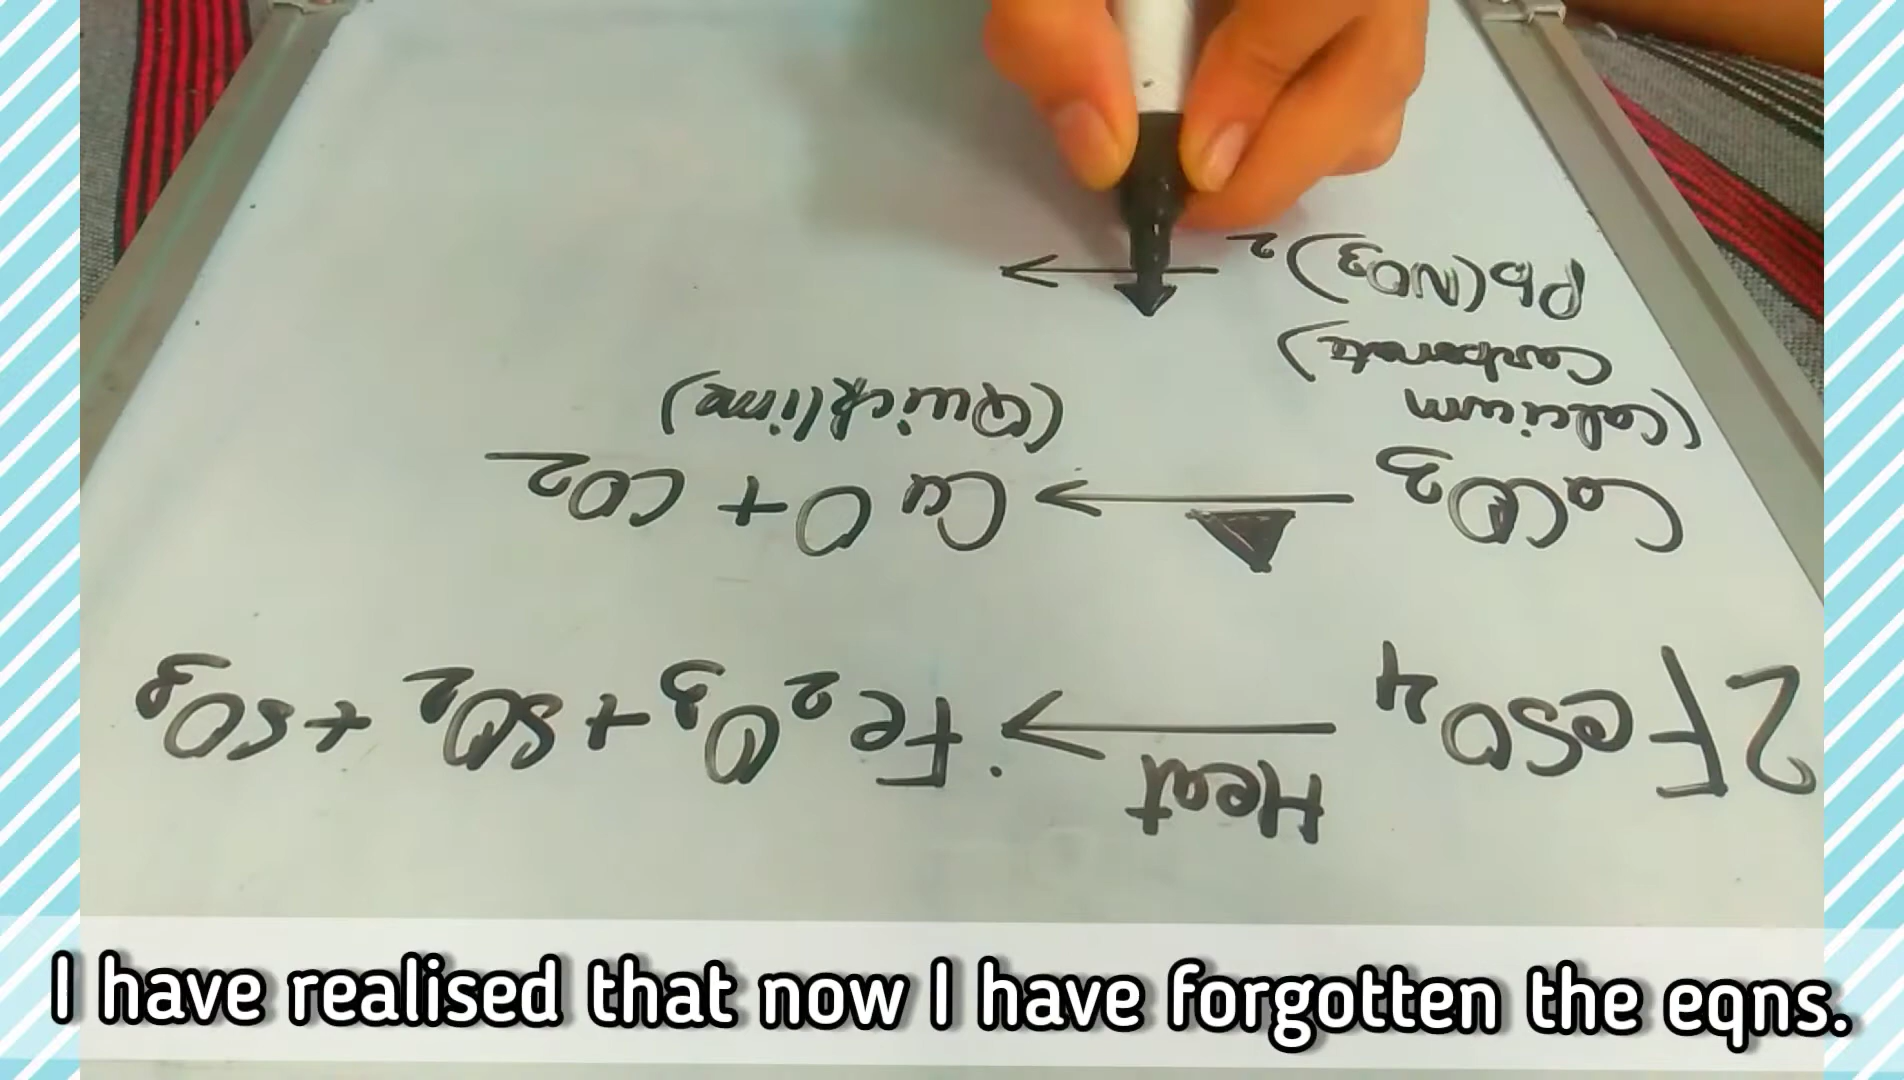 Heat
2FeSO₄ → Fe₂O₃ + SO₂ + SO₃
CaCO₃ → CaO + CO₂
(Calcium (Quicklime)
Carbonate)
Pb(NO₃)₂ →
I have realised that now I have forgotten the eqns.